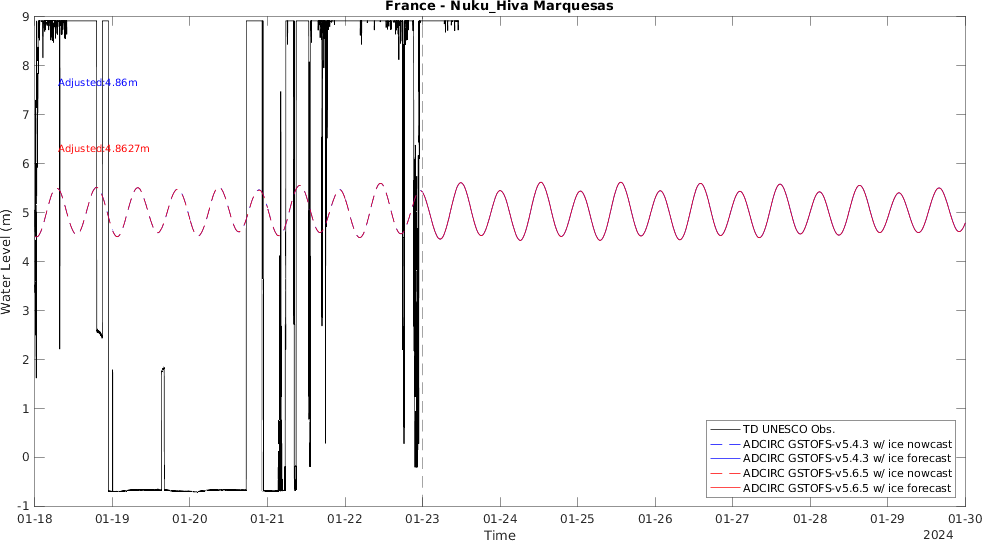 France - Nuku_Hiva Marquesas
9
8
7
6
5
4
3
2
1
0
-1
Water Level (m)
Adjusted:4.86m
Adjusted:4.8627m
TD UNESCO Obs.
ADCIRC GSTOFS-v5.4.3 w/ ice nowcast
ADCIRC GSTOFS-v5.4.3 w/ ice forecast
ADCIRC GSTOFS-v5.6.5 w/ ice nowcast
ADCIRC GSTOFS-v5.6.5 w/ ice forecast
01-18 01-19 01-20 01-21 01-22 01-23 01-24 01-25 01-26 01-27 01-28 01-29 01-30
Time
2024